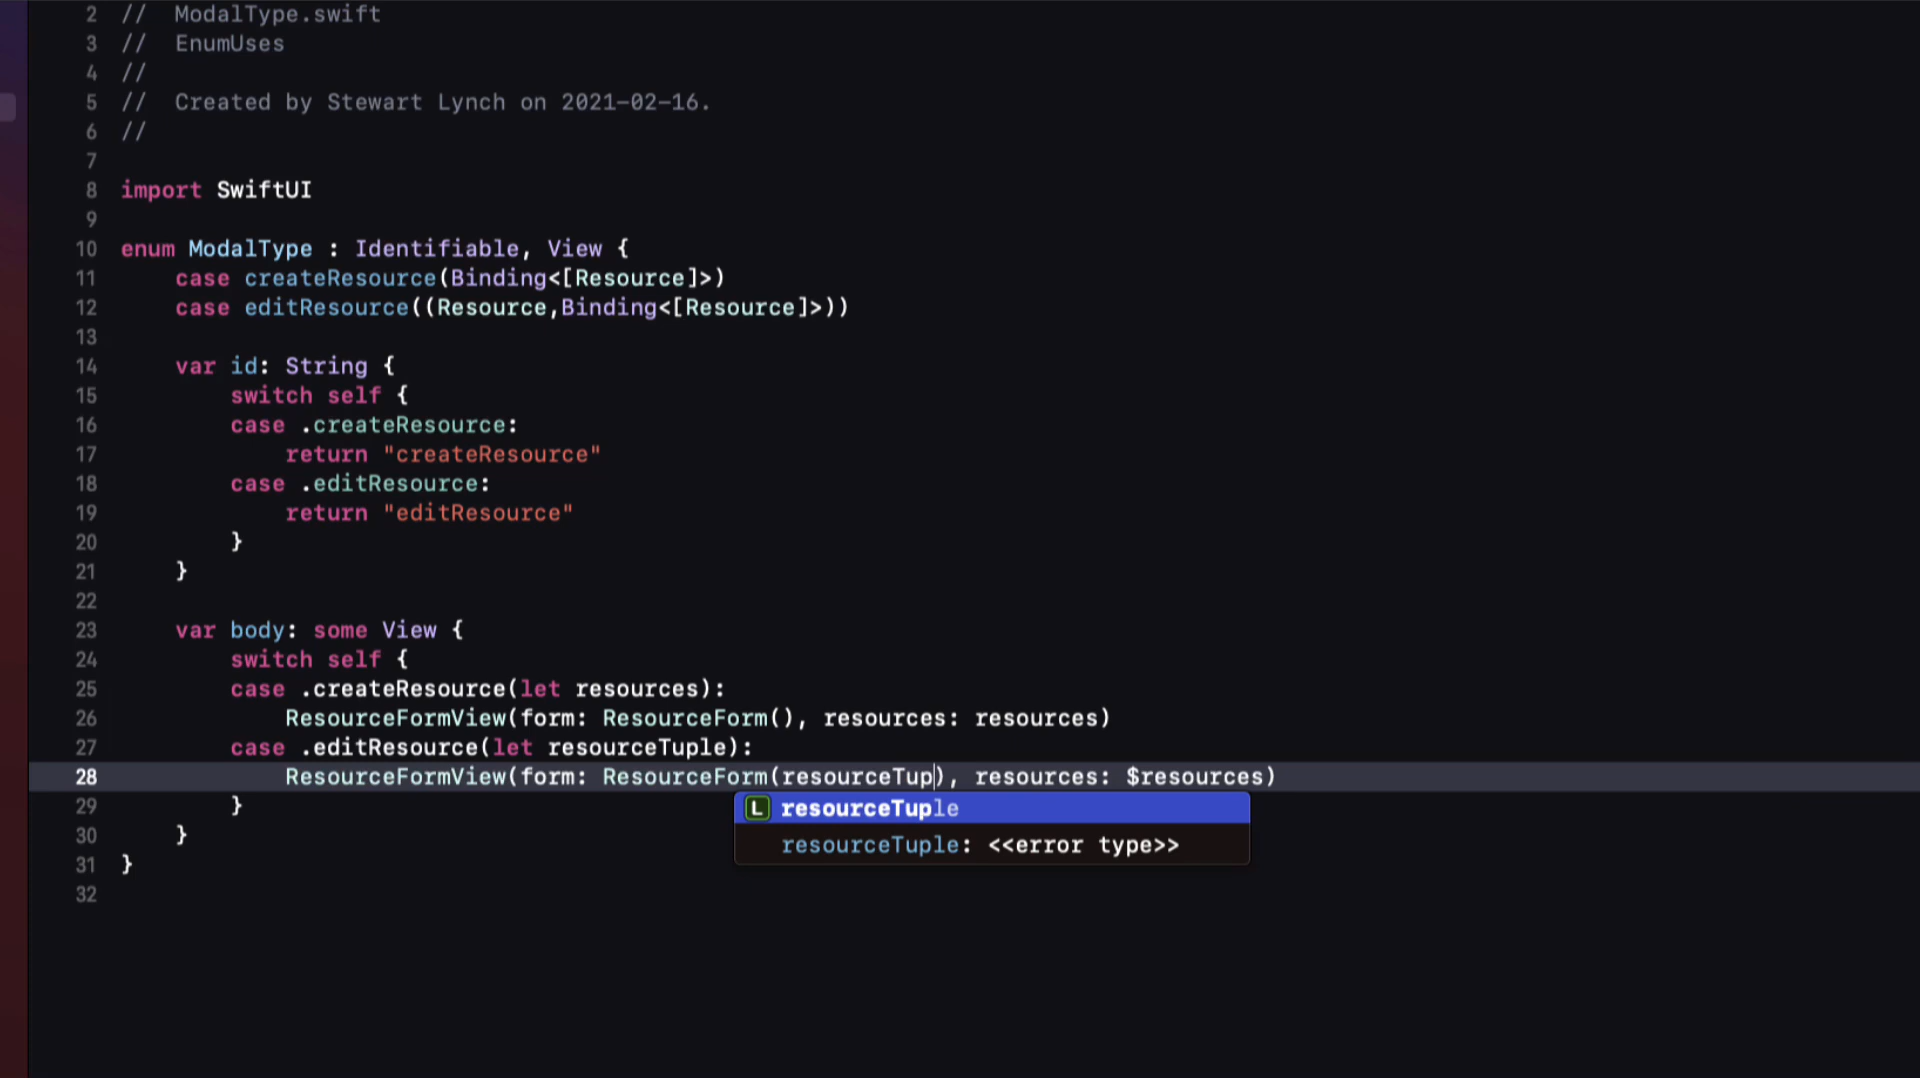 2 //  ModalType.swift
3 //  EnumUses
4 //
5 //  Created by Stewart Lynch on 2021-02-16.
6 //
7
8 import SwiftUI
9
10 enum ModalType : Identifiable, View {
11     case createResource(Binding<[Resource]>)
12     case editResource((Resource,Binding<[Resource]>))
13
14     var id: String {
15         switch self {
16         case .createResource:
17             return "createResource"
18         case .editResource:
19             return "editResource"
20         }
21     }
22
23     var body: some View {
24         switch self {
25         case .createResource(let resources):
26             ResourceFormView(form: ResourceForm(), resources: resources)
27         case .editResource(let resourceTuple):
28             ResourceFormView(form: ResourceForm(resourceTup), resources: $resources)
29         }
L resourceTuple
resourceTuple: <<error type>>
30     }
31 }
32